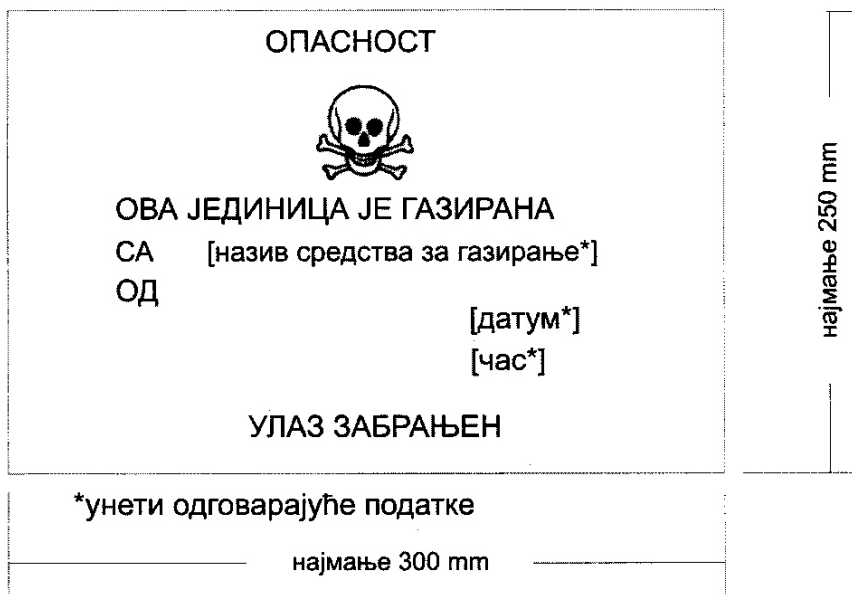 ОПАСНОСТ
ОВА ЈЕДИНИЦА ЈЕ ГАЗИРАНА
СА [назив средства за газирање*]
ОД
[датум*]
[час*]
УЛАЗ ЗАБРАЊЕН
*унети одговарајуће податке
најмање 300 mm
најмање 250 mm